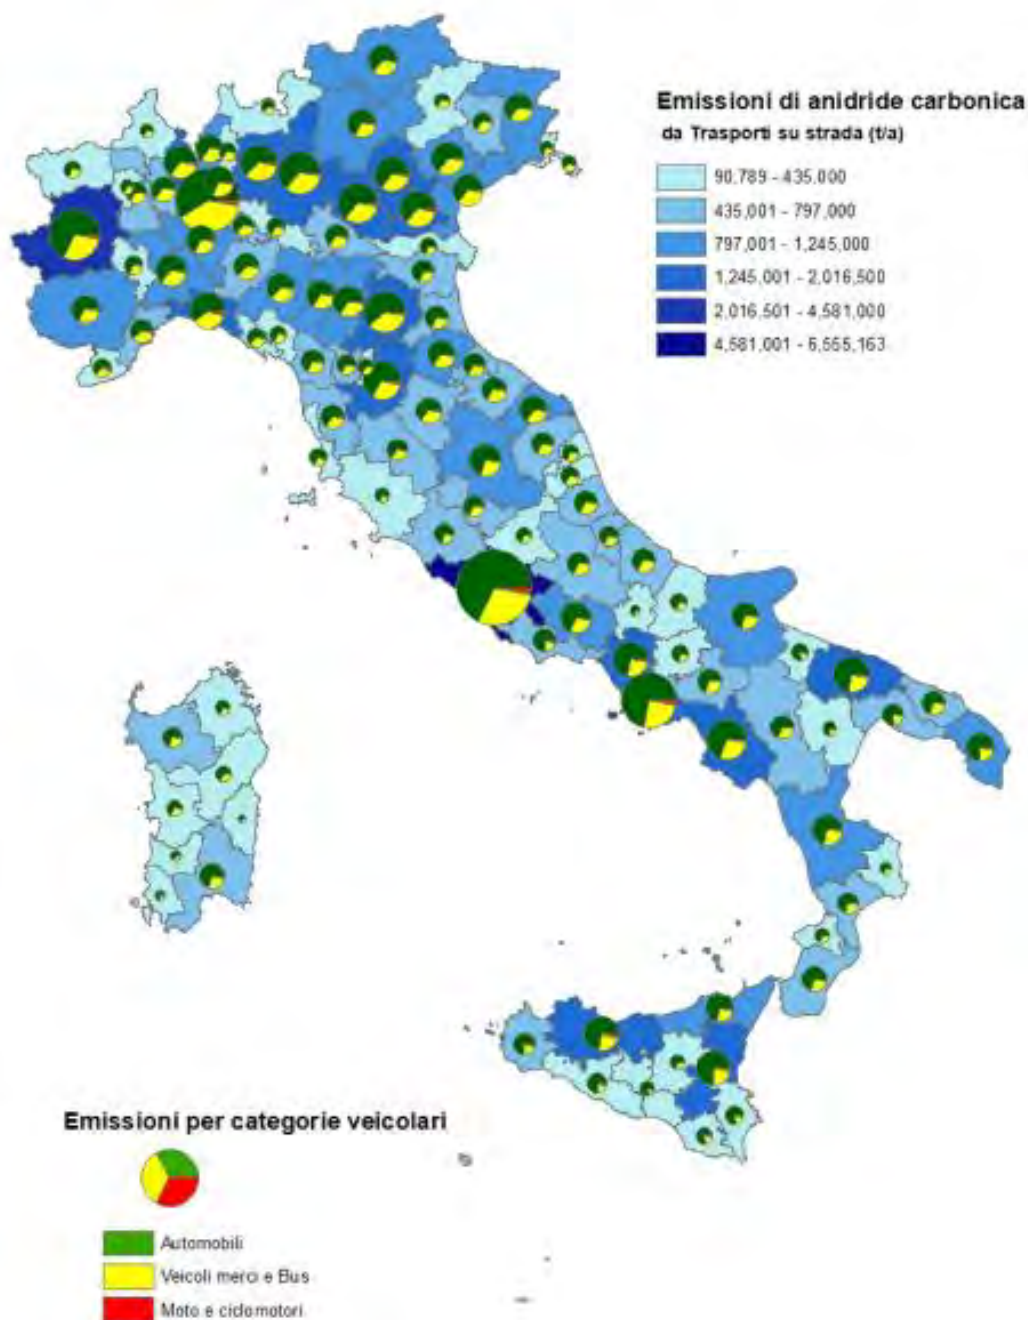 Emissioni di anidride carbonica
da Trasporti su strada (t/a)
90.789 - 435.000
435,001 - 797,000
797,001 - 1,245,000
1,245,001 - 2,016,500
2,016,501 - 4,581,000
4,581,001 - 6,555,163
Emissioni per categorie veicolari
Automobili
Veicoli merci e Bus
Moto e ciclomotori